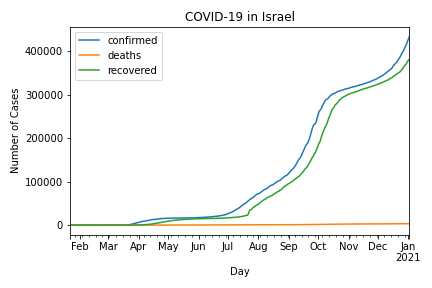 COVID-19 in Israel
confirmed
deaths
recovered
Number of Cases
400000
300000
200000
100000
0
Feb Mar Apr May Jun Jul Aug Sep Oct Nov Dec Jan
2021
Day